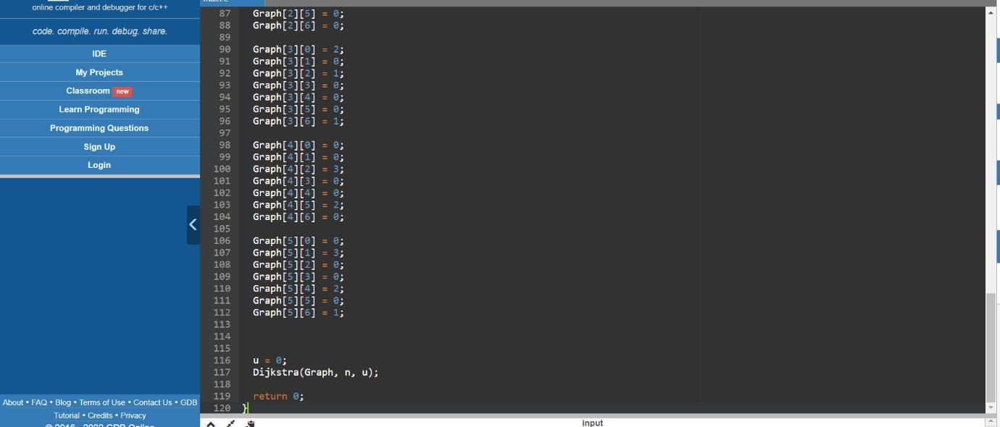 online compiler and debugger for c/c++
code. compile. run. debug. share.
IDE
My Projects
Classroom new
Learn Programming
Programming Questions
Sign Up
Login
About • FAQ • Blog • Terms of Use • Contact Us • GDB
Tutorial • Credits • Privacy
© 2016 - 2022 GDB Online
main.c
87 Graph[2][5] = 0;
88 Graph[2][6] = 0;
89
90 Graph[3][0] = 2;
91 Graph[3][1] = 0;
92 Graph[3][2] = 1;
93 Graph[3][3] = 0;
94 Graph[3][4] = 0;
95 Graph[3][5] = 0;
96 Graph[3][6] = 1;
97
98 Graph[4][0] = 0;
99 Graph[4][1] = 0;
100 Graph[4][2] = 3;
101 Graph[4][3] = 0;
102 Graph[4][4] = 0;
103 Graph[4][5] = 2;
104 Graph[4][6] = 0;
105
106 Graph[5][0] = 0;
107 Graph[5][1] = 3;
108 Graph[5][2] = 0;
109 Graph[5][3] = 0;
110 Graph[5][4] = 2;
111 Graph[5][5] = 0;
112 Graph[5][6] = 1;
113
114
115
116 u = 0;
117 Dijkstra(Graph, n, u);
118
119 return 0;
120 }
input